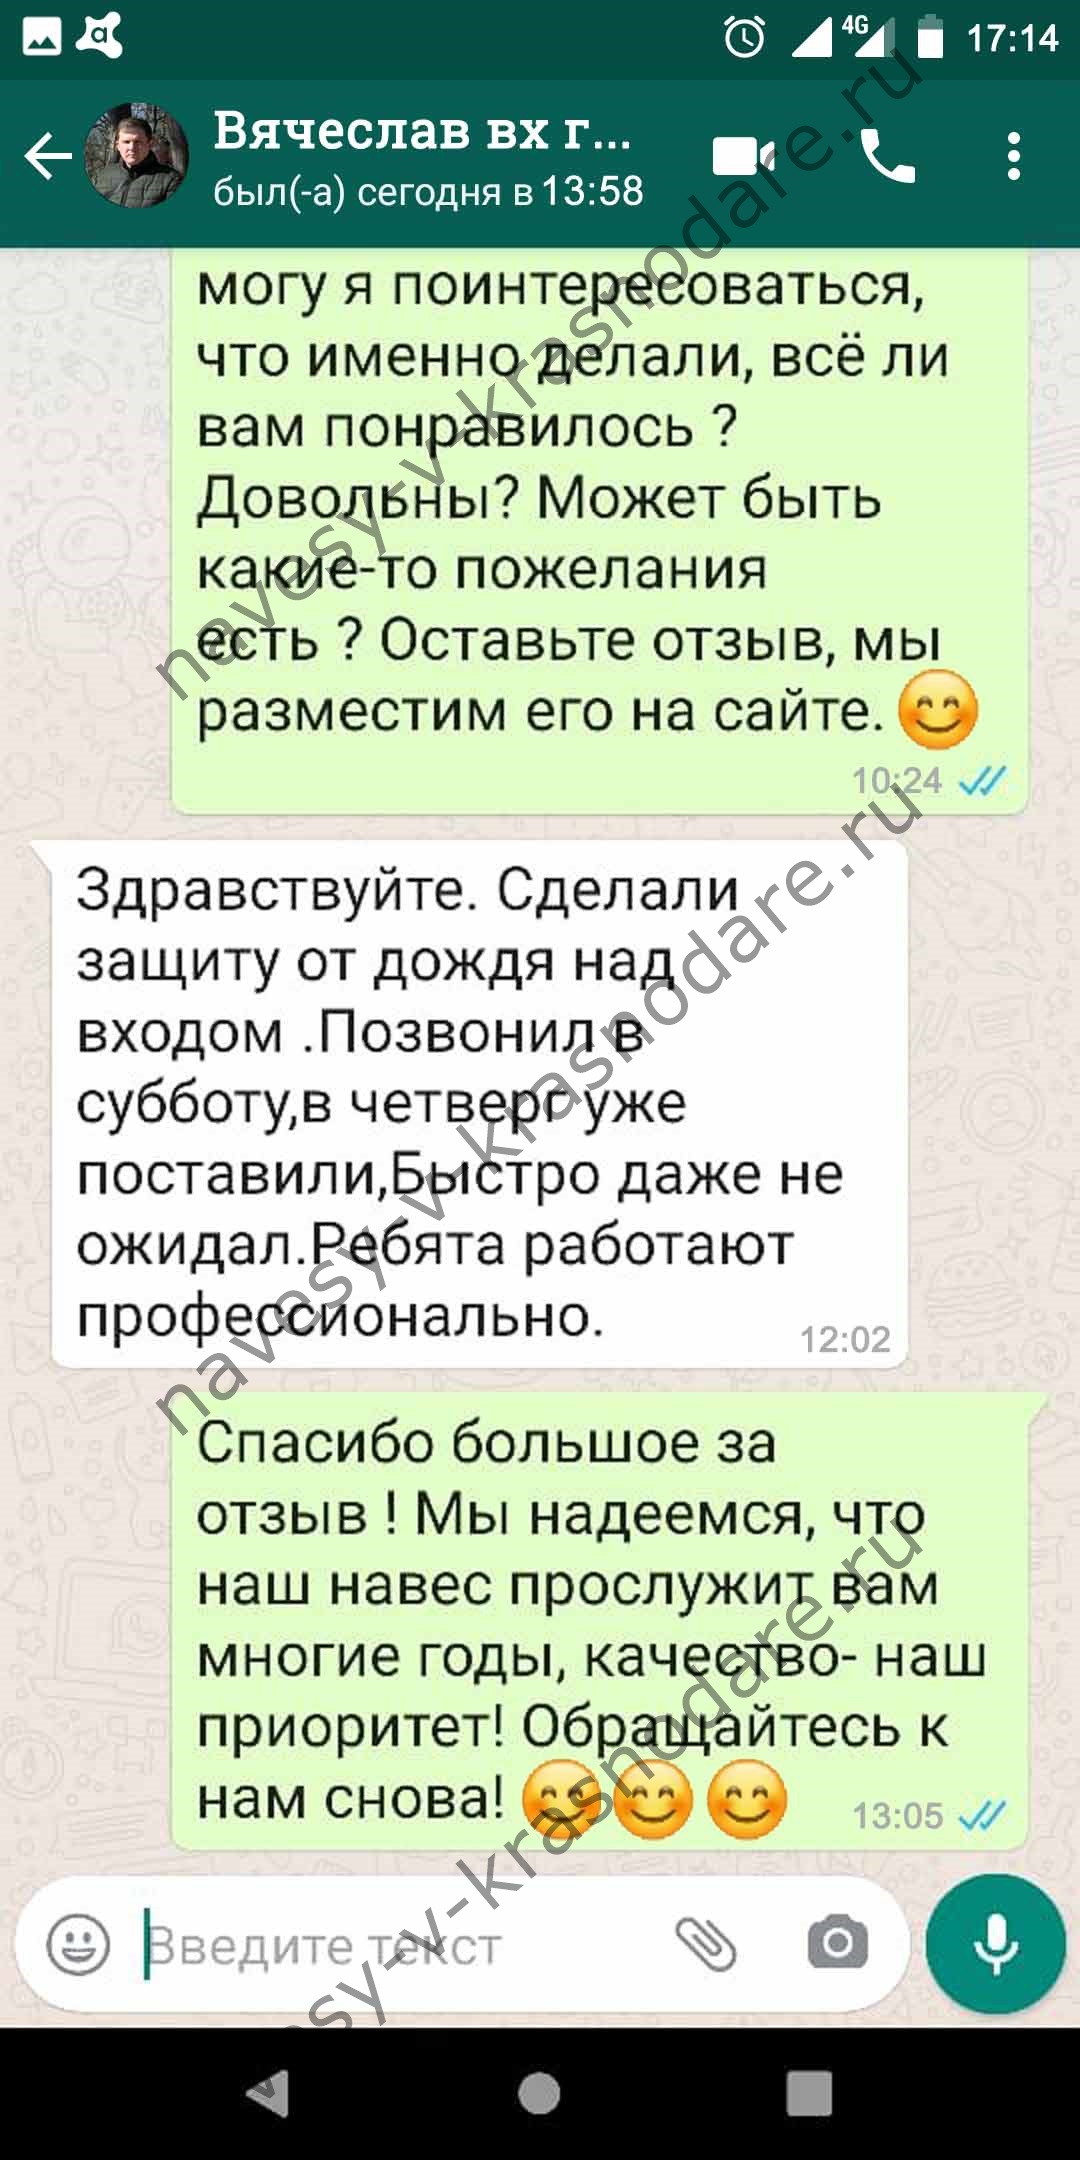 4G 17:14
Вячеслав вх г...
был(-а) сегодня в 13:58
могу я поинтересоваться,
что именно делали, всё ли
вам понравилось ?
Довольны? Может быть
какие-то пожелания
есть ? Оставьте отзыв, мы
разместим его на сайте. 😊
10:24
Здравствуйте. Сделали
защиту от дождя над
входом .Позвонил в
субботу,в четверг уже
поставили,Быстро даже не
ожидал.Ребята работают
профессионально.
12:02
Спасибо большое за
отзыв ! Мы надеемся, что
наш навес прослужит вам
многие годы, качество- наш
приоритет! Обращайтесь к
нам снова! 😊😊😊
13:05
Введите текст
navesy-v-krasnodare.ru
navesy-v-krasnodare.ru
sy-v-krasnodare.ru